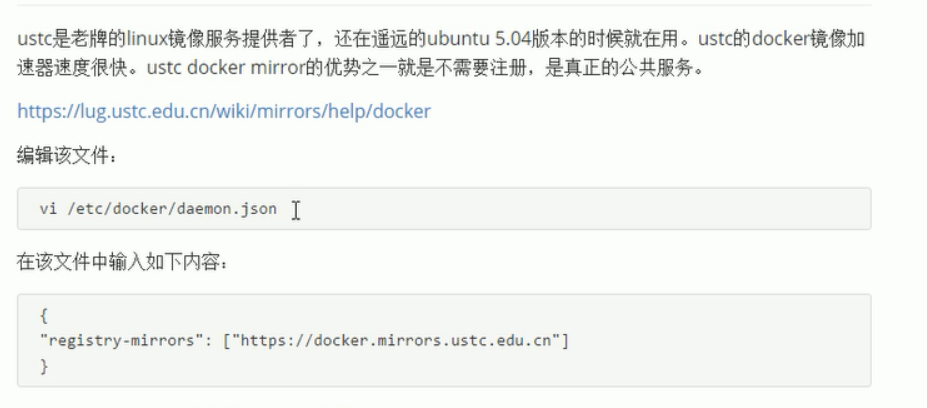 ustc是老牌的linux镜像服务提供者了，还在遥远的ubuntu 5.04版本的时候就在用。ustc的docker镜像加
速器速度很快。ustc docker mirror的优势之一就是不需要注册，是真正的公共服务。
https://lug.ustc.edu.cn/wiki/mirrors/help/docker
编辑该文件：
vi /etc/docker/daemon.json
在该文件中输入如下内容：
{
"registry-mirrors": ["https://docker.mirrors.ustc.edu.cn"]
}